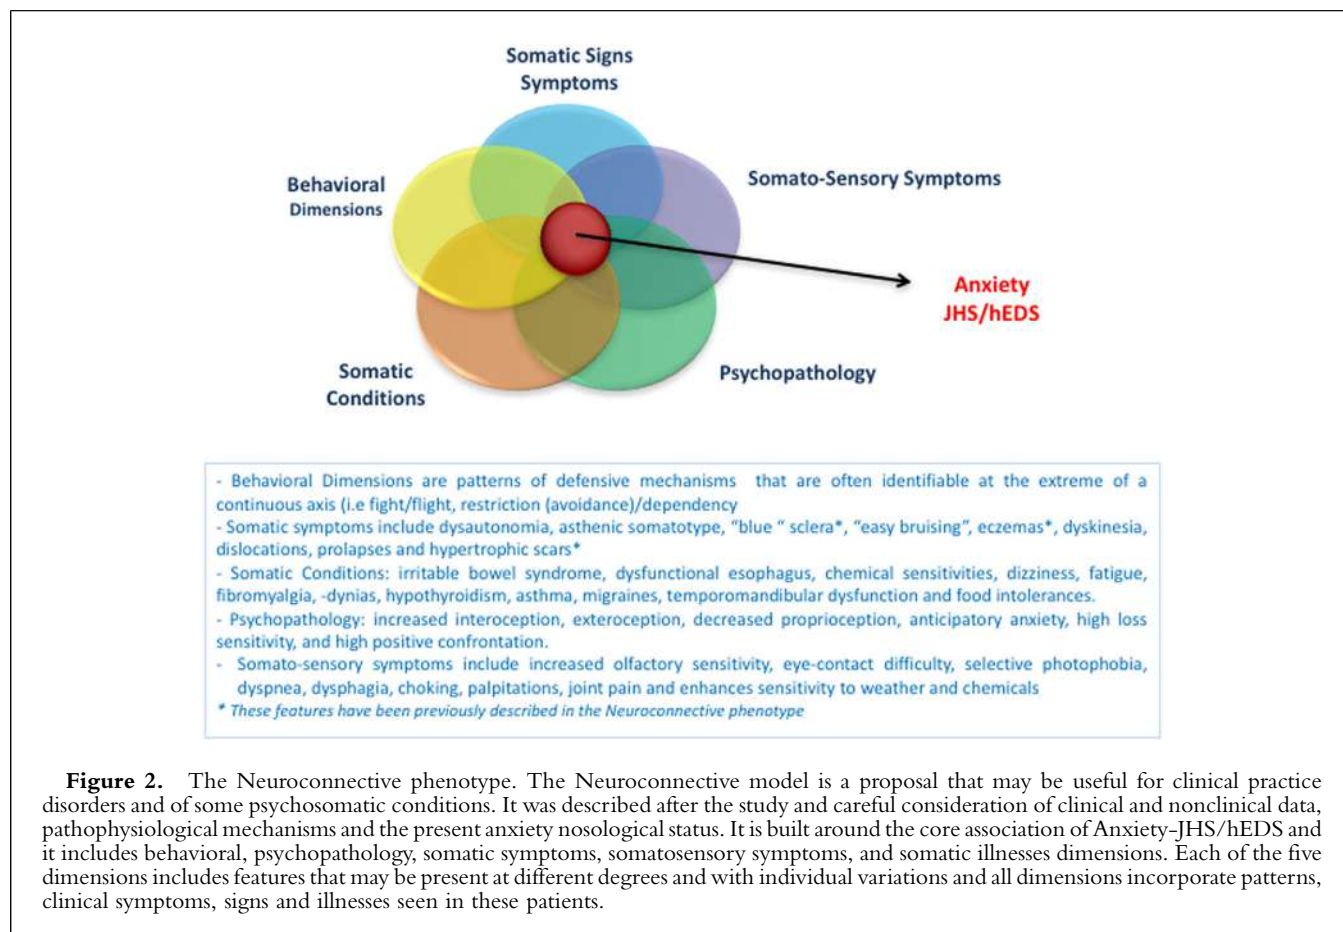 Somatic Signs
Symptoms
Behavioral
Dimensions
Somato-Sensory Symptoms
Anxiety
JHS/hEDS
Somatic
Conditions
Psychopathology
- Behavioral Dimensions are patterns of defensive mechanisms that are often identifiable at the extreme of a
continuous axis (i.e fight/flight, restriction (avoidance)/dependency
- Somatic symptoms include dysautonomia, asthenic somatotype, "blue " sclera*, "easy bruising", eczemas*, dyskinesia,
dislocations, prolapses and hypertrophic scars*
- Somatic Conditions: irritable bowel syndrome, dysfunctional esophagus, chemical sensitivities, dizziness, fatigue,
fibromyalgia, -dynias, hypothyroidism, asthma, migraines, temporomandibular dysfunction and food intolerances.
- Psychopathology: increased interoception, exteroception, decreased proprioception, anticipatory anxiety, high loss
sensitivity, and high positive confrontation.
- Somato-sensory symptoms include increased olfactory sensitivity, eye-contact difficulty, selective photophobia,
dyspnea, dysphagia, choking, palpitations, joint pain and enhances sensitivity to weather and chemicals
* These features have been previously described in the Neuroconnective phenotype
Figure 2. The Neuroconnective phenotype. The Neuroconnective model is a proposal that may be useful for clinical practice
disorders and of some psychosomatic conditions. It was described after the study and careful consideration of clinical and nonclinical data,
pathophysiological mechanisms and the present anxiety nosological status. It is built around the core association of Anxiety-JHS/hEDS and
it includes behavioral, psychopathology, somatic symptoms, somatosensory symptoms, and somatic illnesses dimensions. Each of the five
dimensions includes features that may be present at different degrees and with individual variations and all dimensions incorporate patterns,
clinical symptoms, signs and illnesses seen in these patients.